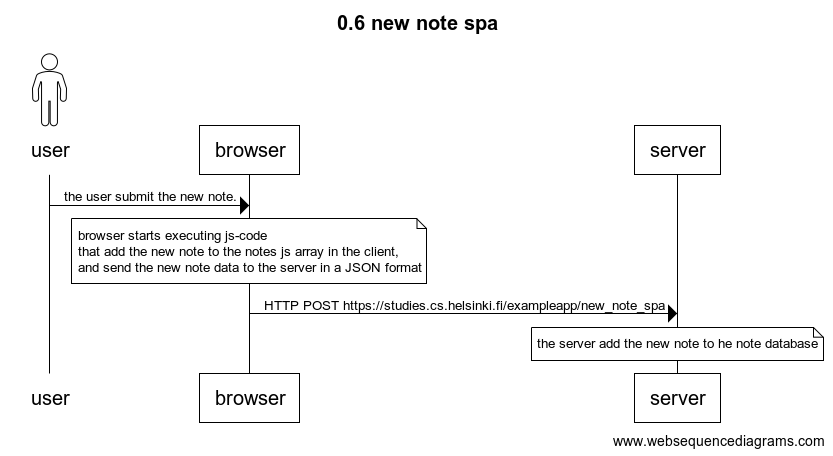 0.6 new note spa
user
browser
server
the user submit the new note.
browser starts executing js-code
that add the new note to the notes js array in the client,
and send the new note data to the server in a JSON format
HTTP POST https://studies.cs.helsinki.fi/exampleapp/new_note_spa
the server add the new note to he note database
user
browser
server
www.websequencediagrams.com